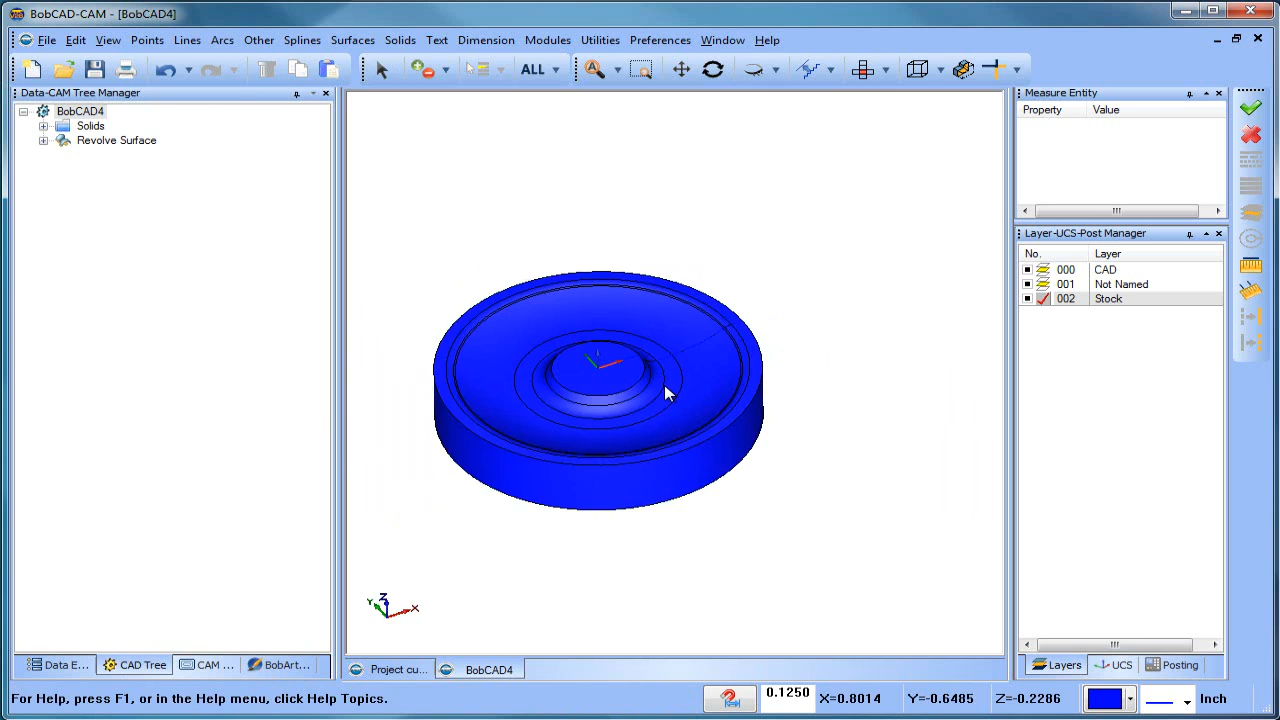 BobCAD-CAM - [BobCAD4]
File Edit View Points Lines Arcs Other Splines Surfaces Solids Text Dimension Modules Utilities Preferences Window Help
ALL
Data-CAM Tree Manager
BobCAD4
Solids
Revolve Surface
Measure Entity
Property Value
Layer-UCS-Post Manager
No. Layer
000 CAD
001 Not Named
002 Stock
Z
Y X
Data E... CAD Tree CAM ... BobArt...
Project cu... BobCAD4
Layers UCS Posting
For Help, press F1, or in the Help menu, click Help Topics.
0.1250 X=0.8014 Y=-0.6485 Z=-0.2286 Inch